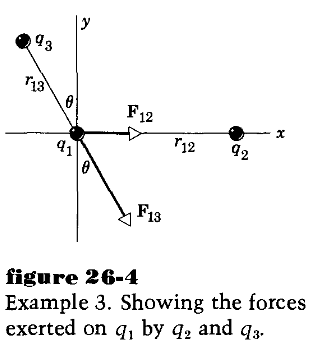 y
q3
r13
θ
F12
x
q1
r12
q2
θ
F13
figure 26-4
Example 3. Showing the forces
exerted on q1 by q2 and q3.